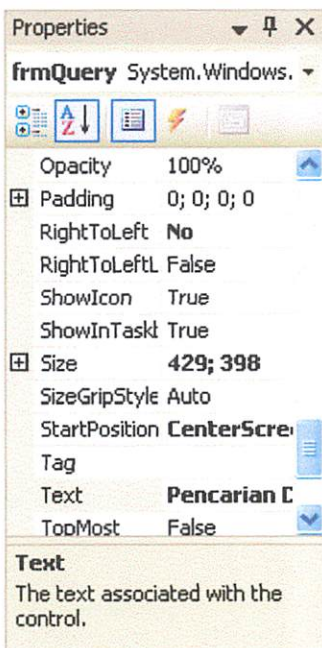 Properties
frmQuery System.Windows.
A Z
Opacity 100%
Padding 0; 0; 0; 0
RightToLeft No
RightToLeftL False
ShowIcon True
ShowInTaskb True
Size 429; 398
SizeGripStyle Auto
StartPosition CenterScre
Tag
Text Pencarian D
TopMost False
Text
The text associated with the
control.